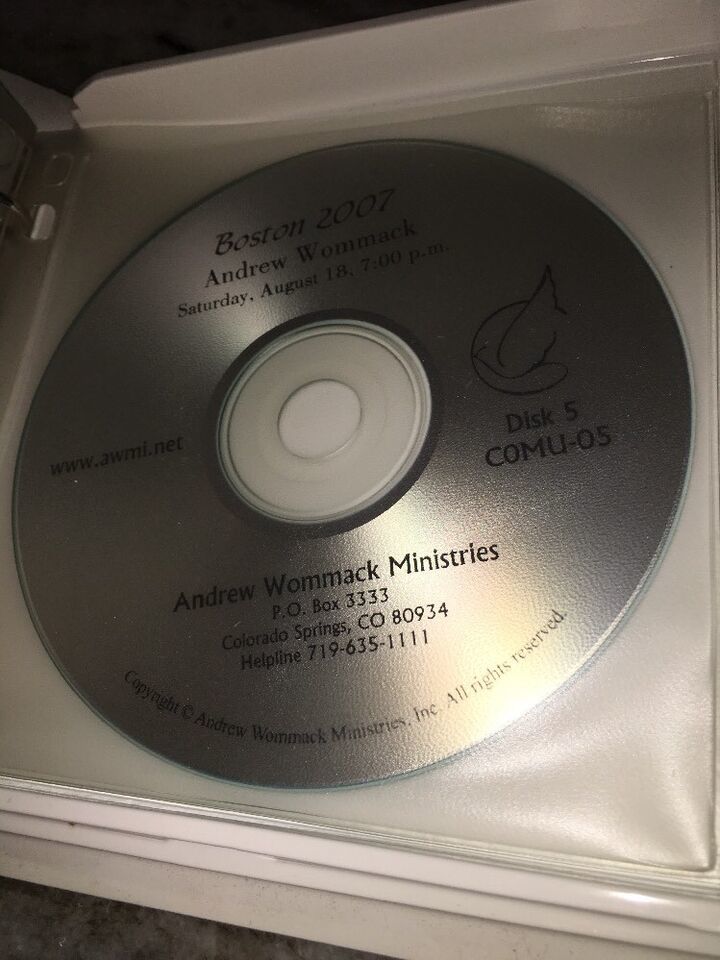 Boston 2007
Andrew Wommack
Saturday, August 18, 7:00 p.m.
www.awmi.net
Disk 5
COMU-05
Andrew Wommack Ministries
P.O. Box 3333
Colorado Springs, CO 80934
Helpline 719-635-1111
Copyright © Andrew Wommack Ministries, Inc. All rights reserved.